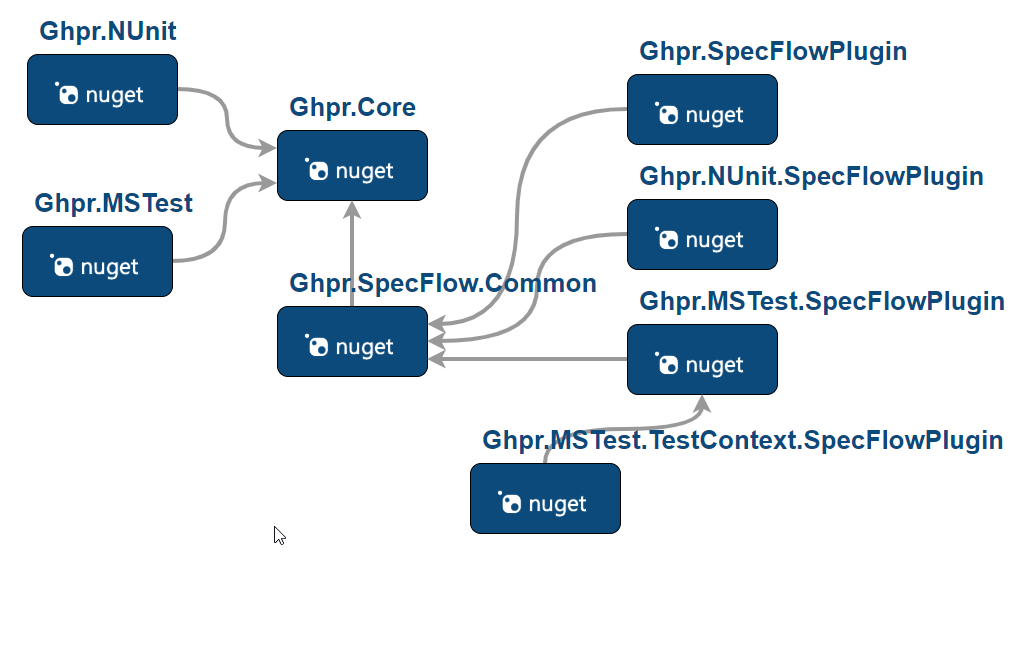 Ghpr.NUnit
nuget
Ghpr.MSTest
nuget
Ghpr.Core
nuget
Ghpr.SpecFlow.Common
nuget
Ghpr.SpecFlowPlugin
nuget
Ghpr.NUnit.SpecFlowPlugin
nuget
Ghpr.MSTest.SpecFlowPlugin
nuget
Ghpr.MSTest.TestContext.SpecFlowPlugin
nuget